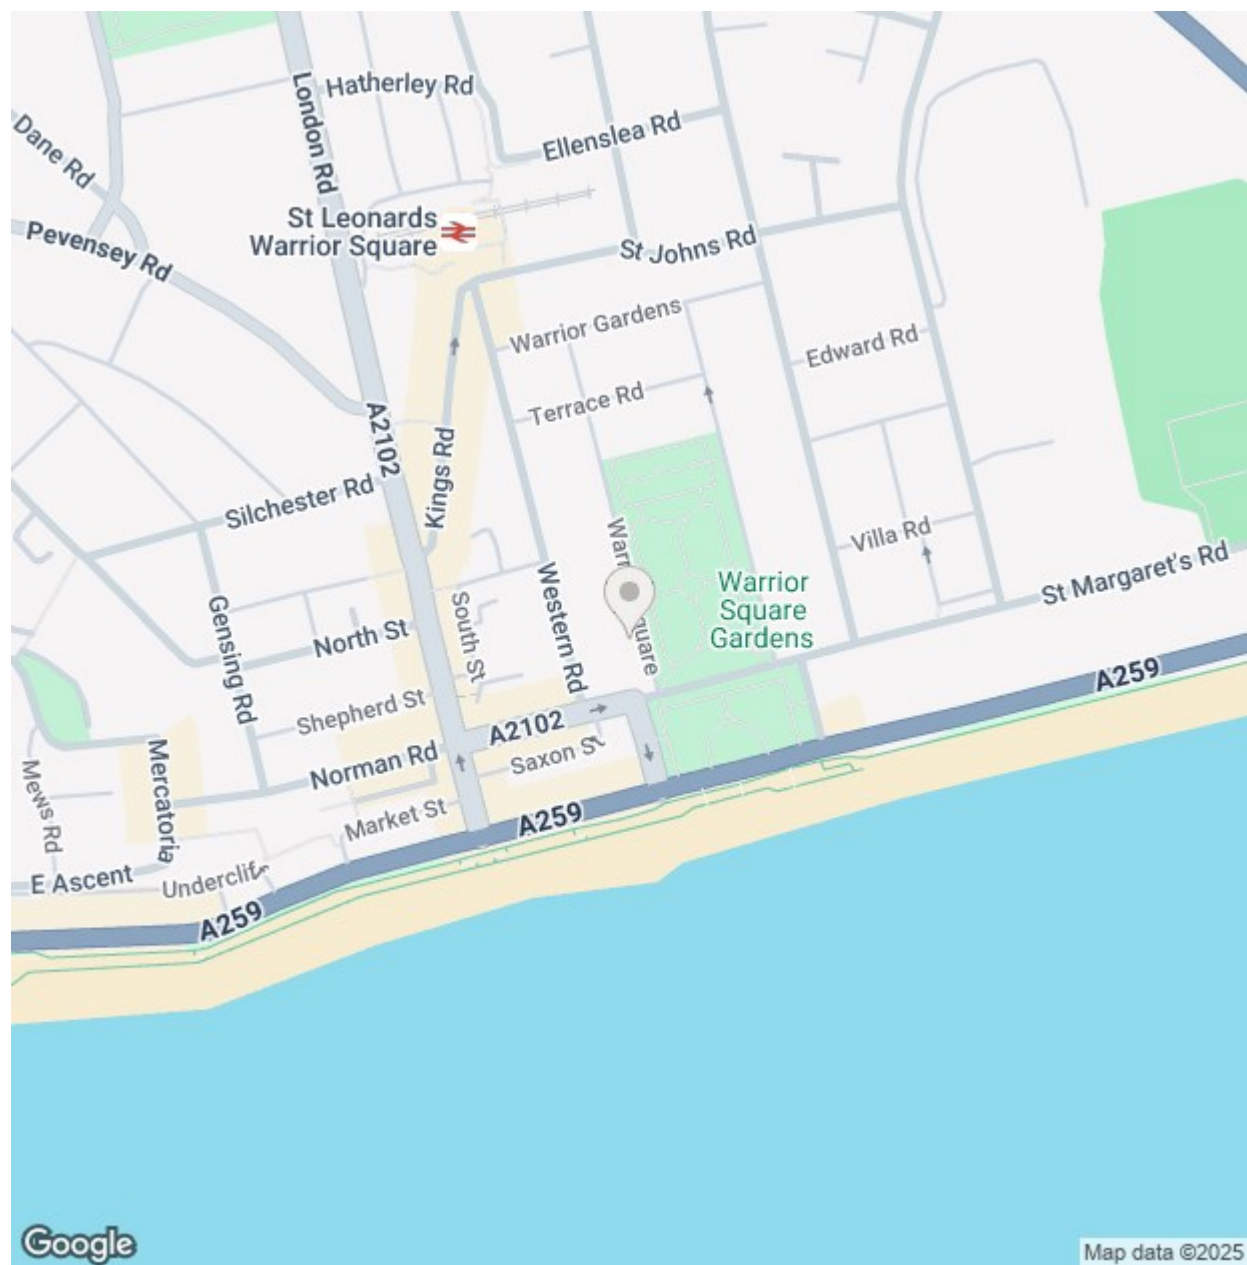 Hatherley Rd
London Rd
Ellenslea Rd
Dane Rd
St Leonards
Warrior Square
Pevensey Rd
St Johns Rd
Warrior Gardens
Edward Rd
Terrace Rd
A2102
Kings Rd
Silchester Rd
Villa Rd
Warrior
Square
Gardens
St Margaret's Rd
Western Rd
South St
Gensing Rd
North St
Shepherd St
A259
A2102
Saxon St
Norman Rd
Mercatoria
Mews Rd
Market St
A259
E Ascent
A259
Google
Map data ©2025